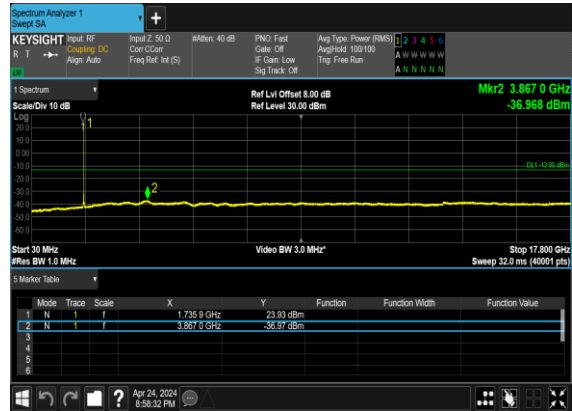 Spectrum Analyzer 1
Swept SA
+
KEYSIGHT Input: RF Input Z: 50 Ω #Atten: 40 dB PNO: Fast Avg Type: Power (RMS) 1 2 3 4 5 6
R T Coupling: DC Corr CCorr Gate: Off Avg|Hold: 100/100 A W W W W W
Align: Auto Freq Ref: Int (S) IF Gain: Low Trig: Free Run
LXI Sig Track: Off A N N N N N
1 Spectrum Ref Lvl Offset 8.00 dB Mkr2 3.867 0 GHz
Scale/Div 10 dB Ref Level 30.00 dBm -36.968 dBm
Log
20.0
10.0
0.00
-10.0
-20.0
-30.0
-40.0
-50.0
-60.0
1
DL1 -13.00 dBm
2
Start 30 MHz Video BW 3.0 MHz* Stop 17.800 GHz
#Res BW 1.0 MHz Sweep 32.0 ms (40001 pts)
5 Marker Table
Mode Trace Scale X Y Function Function Width Function Value
1 N 1 f 1.735 9 GHz 23.93 dBm
2 N 1 f 3.867 0 GHz -36.97 dBm
3
4
5
6
? Apr 24, 2024
8:58:32 PM